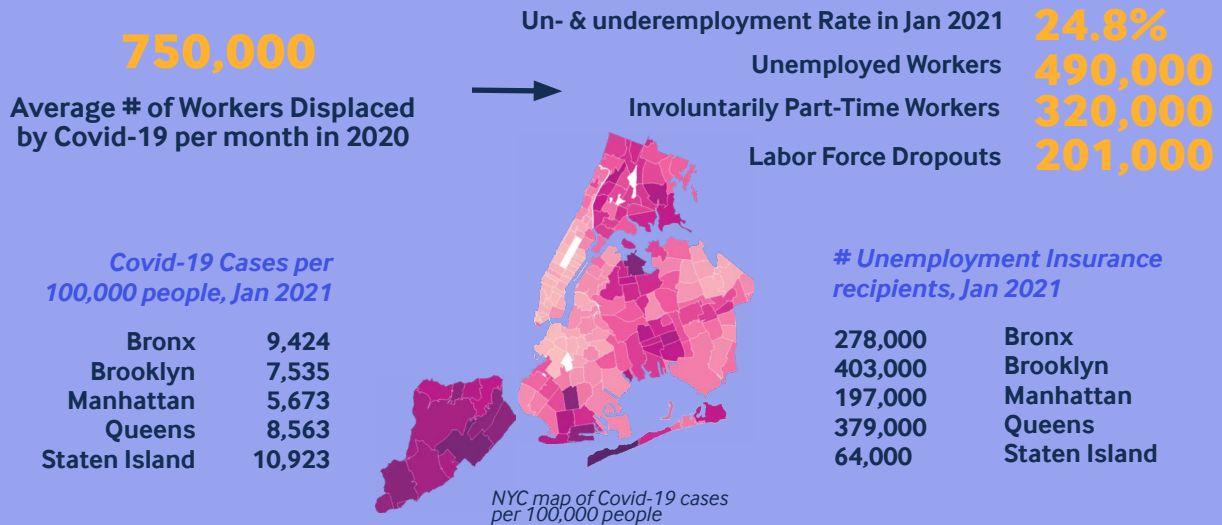 750,000
Average # of Workers Displaced
by Covid-19 per month in 2020
Un- & underemployment Rate in Jan 2021 24.8%
Unemployed Workers 490,000
Involuntarily Part-Time Workers 320,000
Labor Force Dropouts 201,000
Covid-19 Cases per
100,000 people, Jan 2021
Bronx 9,424
Brooklyn 7,535
Manhattan 5,673
Queens 8,563
Staten Island 10,923
NYC map of Covid-19 cases
per 100,000 people
# Unemployment Insurance
recipients, Jan 2021
278,000 Bronx
403,000 Brooklyn
197,000 Manhattan
379,000 Queens
64,000 Staten Island